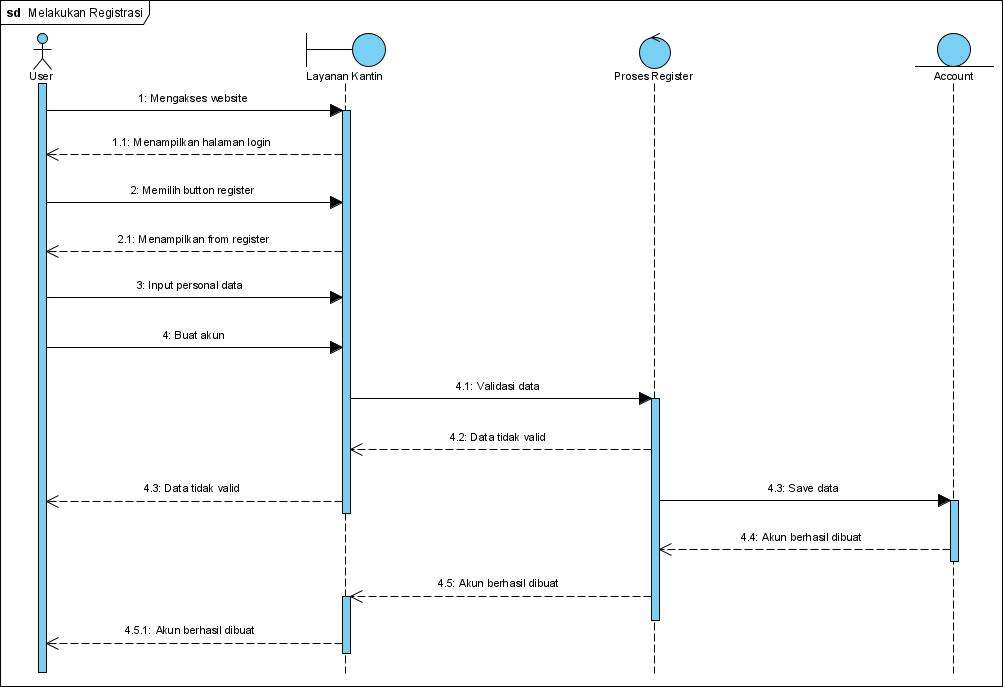 sd Melakukan Registrasi
User
Layanan Kantin
Proses Register
Account
1: Mengakses website
1.1: Menampilkan halaman login
2: Memilih button register
2.1: Menampilkan from register
3: Input personal data
4: Buat akun
4.1: Validasi data
4.2: Data tidak valid
4.3: Data tidak valid
4.3: Save data
4.4: Akun berhasil dibuat
4.5: Akun berhasil dibuat
4.5.1: Akun berhasil dibuat